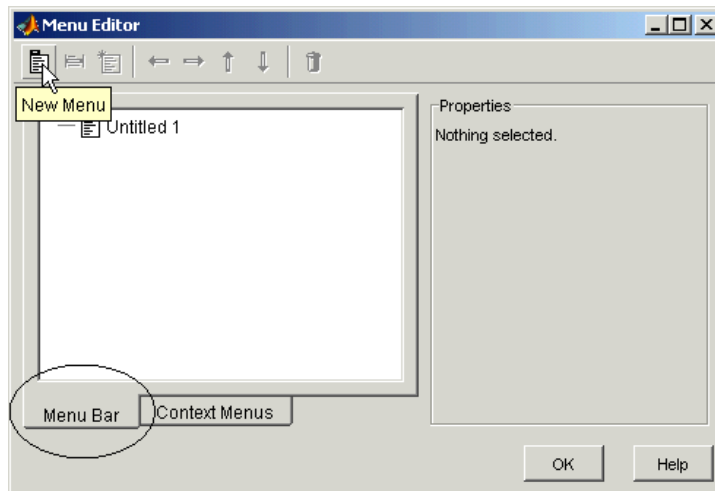 Menu Editor
New Menu
Untitled 1
Properties
Nothing selected.
Menu Bar
Context Menus
OK
Help